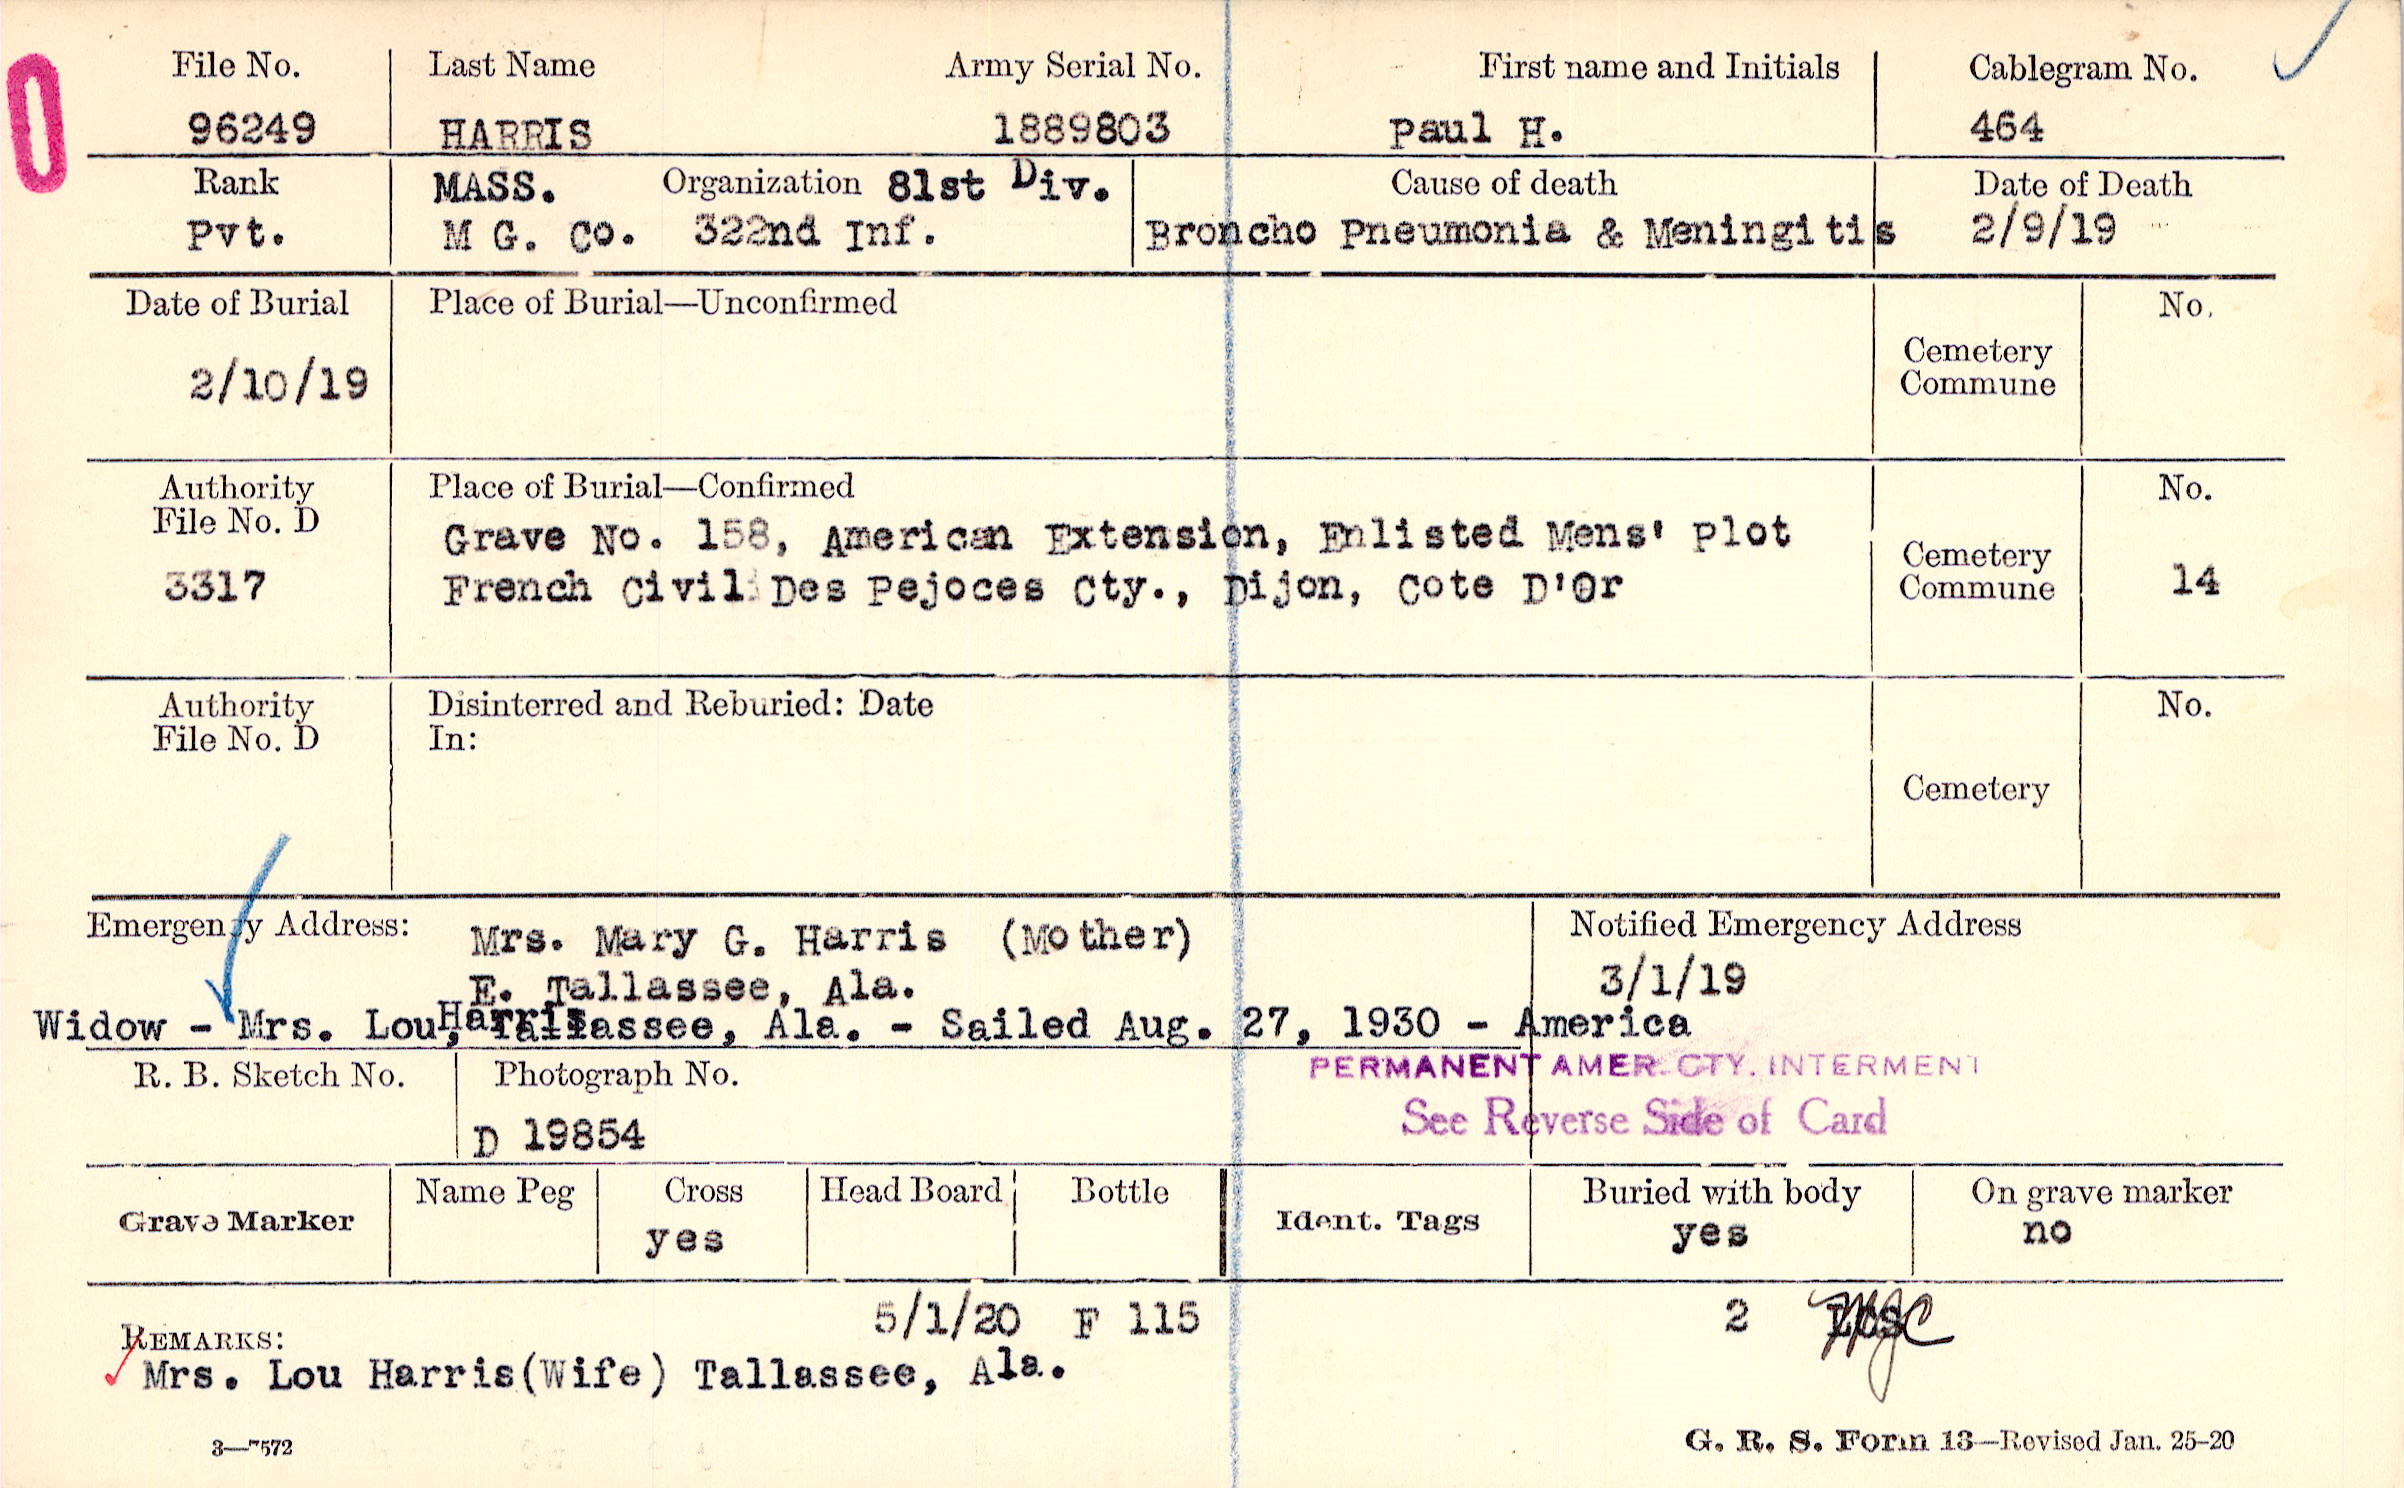 File No. Last Name Army Serial No. First name and Initials Cablegram No.
96249 HARRIS 1889803 Paul H. 464
Rank MASS. Organization 81st Div. Cause of death Date of Death
Pvt. M G. Co. 322nd Inf. Broncho Pneumonia & Meningitis 2/9/19
Date of Burial Place of Burial—Unconfirmed No.
Cemetery
Commune
2/10/19
Authority Place of Burial—Confirmed No.
File No. D
Grave No. 158, American Extension, Enlisted Mens' Plot
Cemetery
3317 French Civil Des Pejoces Cty., Dijon, Cote D'Or Commune 14
Authority Disinterred and Reburied: Date No.
File No. D In:
Cemetery
Emergency Address: Mrs. Mary G. Harris (Mother) Notified Emergency Address
E. Tallassee, Ala. 3/1/19
Widow - Mrs. Lou Harris, Tallassee, Ala. - Sailed Aug. 27, 1930 - America
R. B. Sketch No. Photograph No. PERMANENT AMER. CTY. INTERMENT
D 19854 See Reverse Side of Card
Grave Marker Name Peg Cross Head Board Bottle Ident. Tags Buried with body On grave marker
yes yes no
5/1/20 F 115 2
REMARKS:
Mrs. Lou Harris(Wife) Tallassee, Ala.
3—7572 G. R. S. Form 13—Revised Jan. 25-20